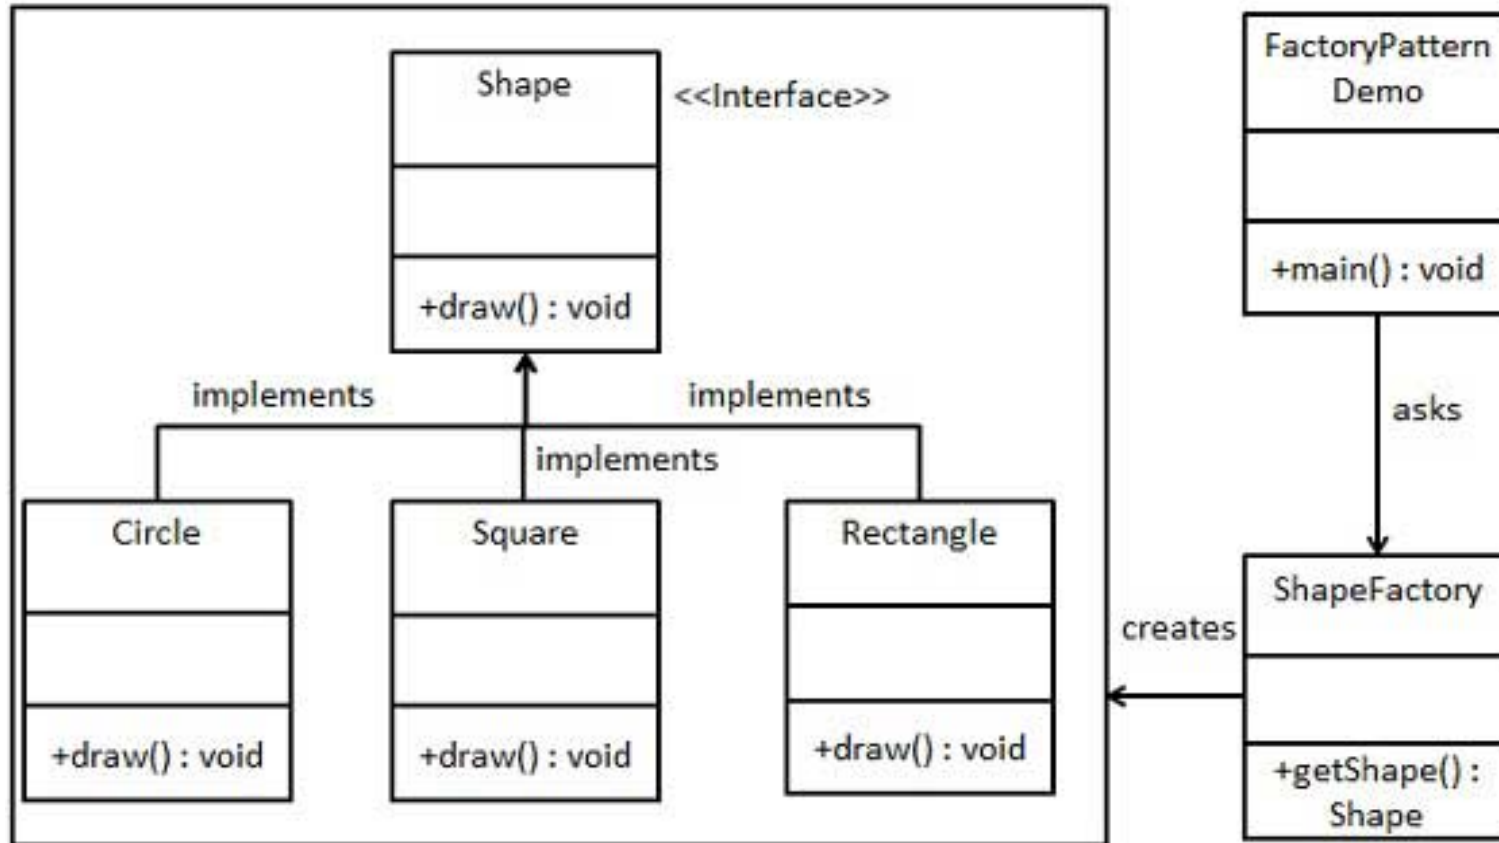 Shape
<<Interface>>
+draw() : void
implements
implements
implements
Circle
+draw() : void
Square
+draw() : void
Rectangle
+draw() : void
FactoryPattern
Demo
+main() : void
asks
creates
ShapeFactory
+getShape() :
Shape